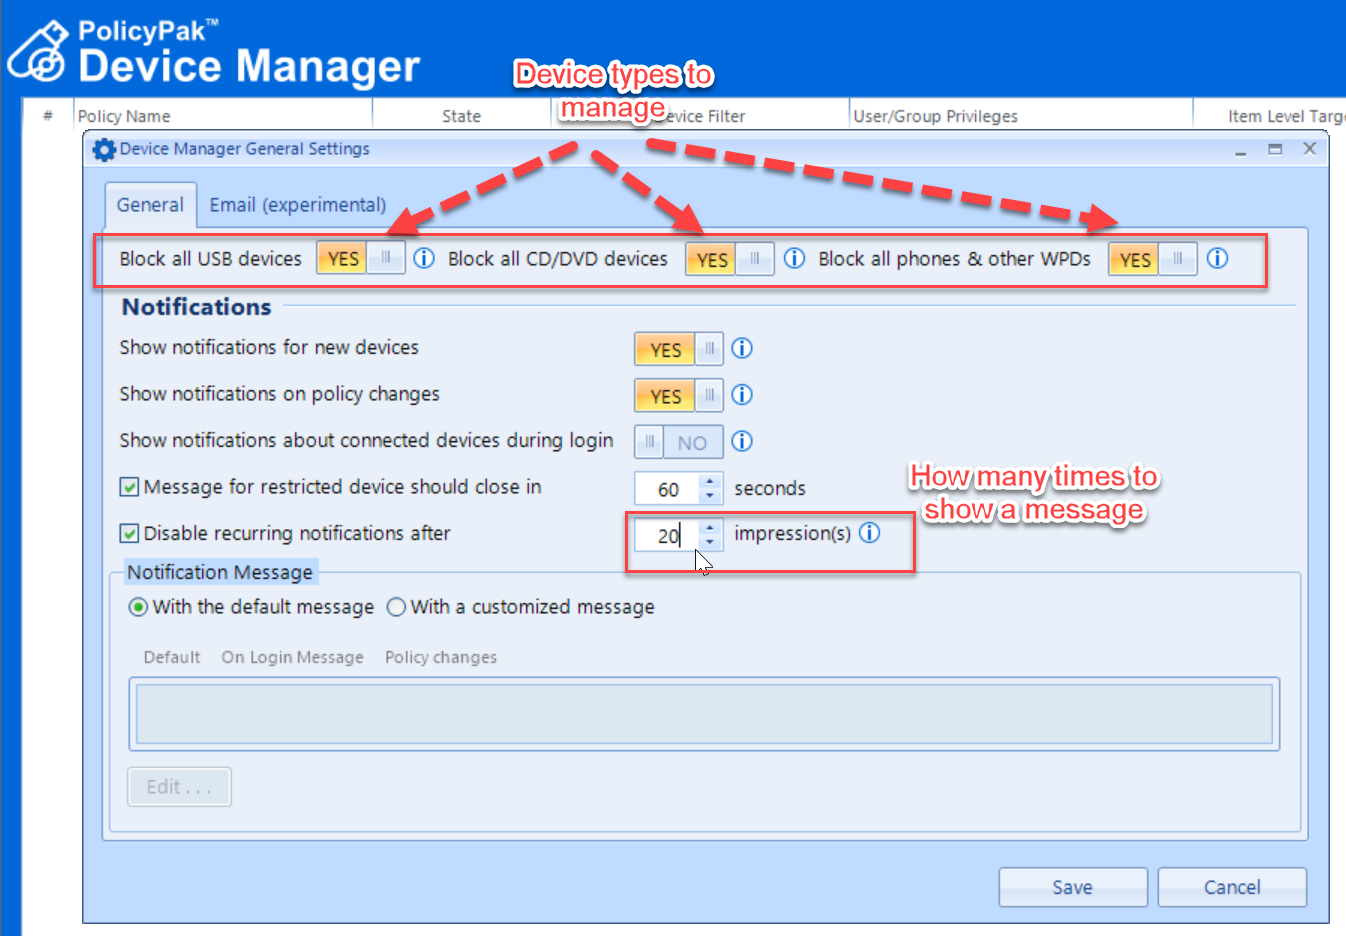 PolicyPak™
Device Manager
Device types to
manage
# Policy Name State Device Filter User/Group Privileges Item Level Targe
Device Manager General Settings
General Email (experimental)
Block all USB devices YES Block all CD/DVD devices YES Block all phones & other WPDs YES
Notifications
Show notifications for new devices YES
Show notifications on policy changes YES
Show notifications about connected devices during login NO
Message for restricted device should close in 60 seconds
How many times to
show a message
Disable recurring notifications after 20 impression(s)
Notification Message
With the default message With a customized message
Default On Login Message Policy changes
Edit . . .
Save Cancel